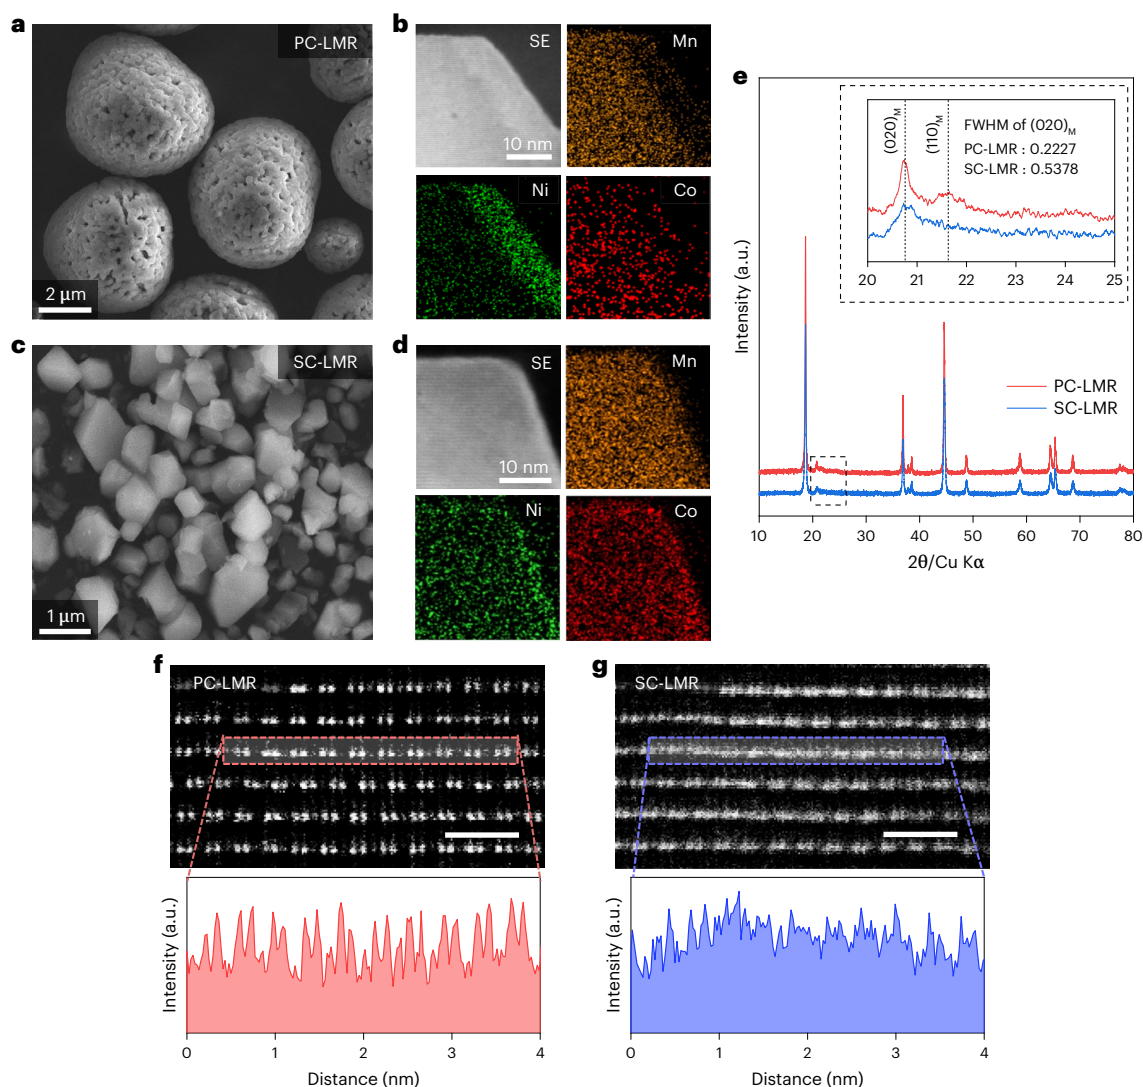 a
PC-LMR
2 μm
b
SE
10 nm
Mn
Ni
Co
c
SC-LMR
1 μm
d
SE
10 nm
Mn
Ni
Co
e
Intensity (a.u.)
(020)M
(110)M
FWHM of (020)M
PC-LMR : 0.2227
SC-LMR : 0.5378
20 21 22 23 24 25
PC-LMR
SC-LMR
10 20 30 40 50 60 70 80
2θ/Cu Kα
f
PC-LMR
Intensity (a.u.)
0 1 2 3 4
Distance (nm)
g
SC-LMR
Intensity (a.u.)
0 1 2 3 4
Distance (nm)